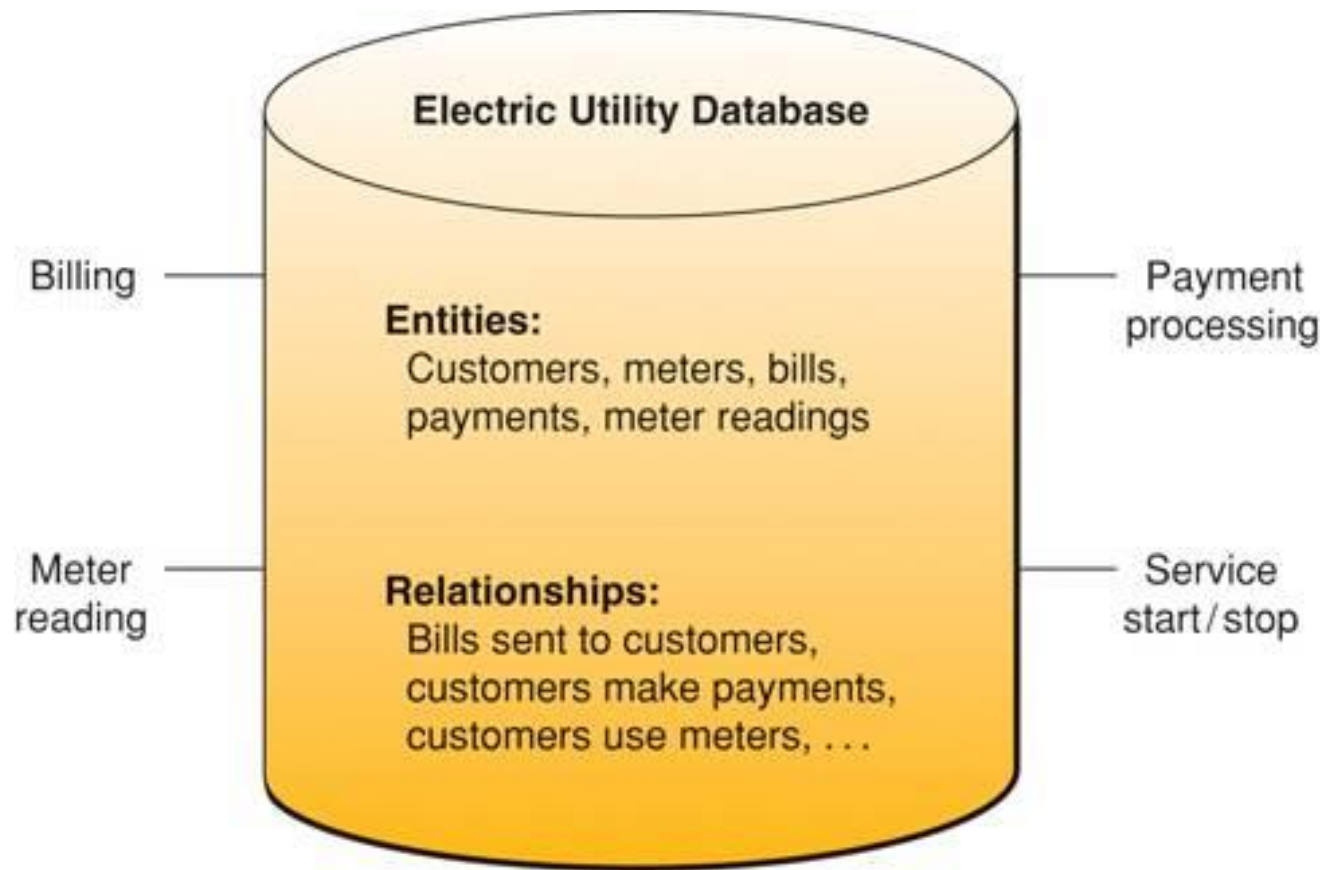 Electric Utility Database
Billing
Payment
processing
Entities:
Customers, meters, bills,
payments, meter readings
Meter
reading
Service
start/stop
Relationships:
Bills sent to customers,
customers make payments,
customers use meters, ...